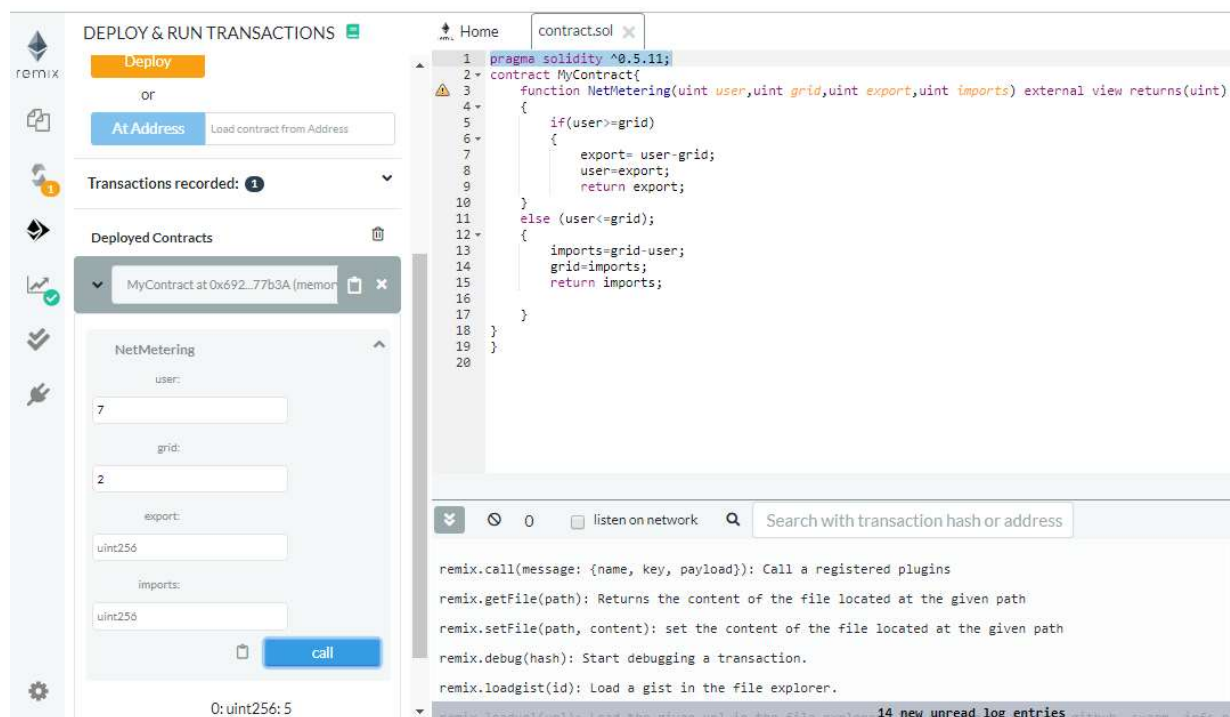 remix
1
DEPLOY & RUN TRANSACTIONS
Deploy
or
At Address
Load contract from Address
Transactions recorded: 1
Deployed Contracts
MyContract at 0x692...77b3A (memor
NetMetering
user:
7
grid:
2
export:
uint256
imports:
uint256
call
0: uint256: 5
Home
contract.sol
1 pragma solidity ^0.5.11;
2 contract MyContract{
3 function NetMetering(uint user,uint grid,uint export,uint imports) external view returns(uint)
4 {
5 if(user>=grid)
6 {
7 export= user-grid;
8 user=export;
9 return export;
10 }
11 else (user<=grid);
12 {
13 imports=grid-user;
14 grid=imports;
15 return imports;
16
17 }
18 }
19 }
20
0
listen on network
Search with transaction hash or address
remix.call(message: {name, key, payload}): Call a registered plugins
remix.getFile(path): Returns the content of the file located at the given path
remix.setFile(path, content): set the content of the file located at the given path
remix.debug(hash): Start debugging a transaction.
remix.loadgist(id): Load a gist in the file explorer.
14 new unread log entries